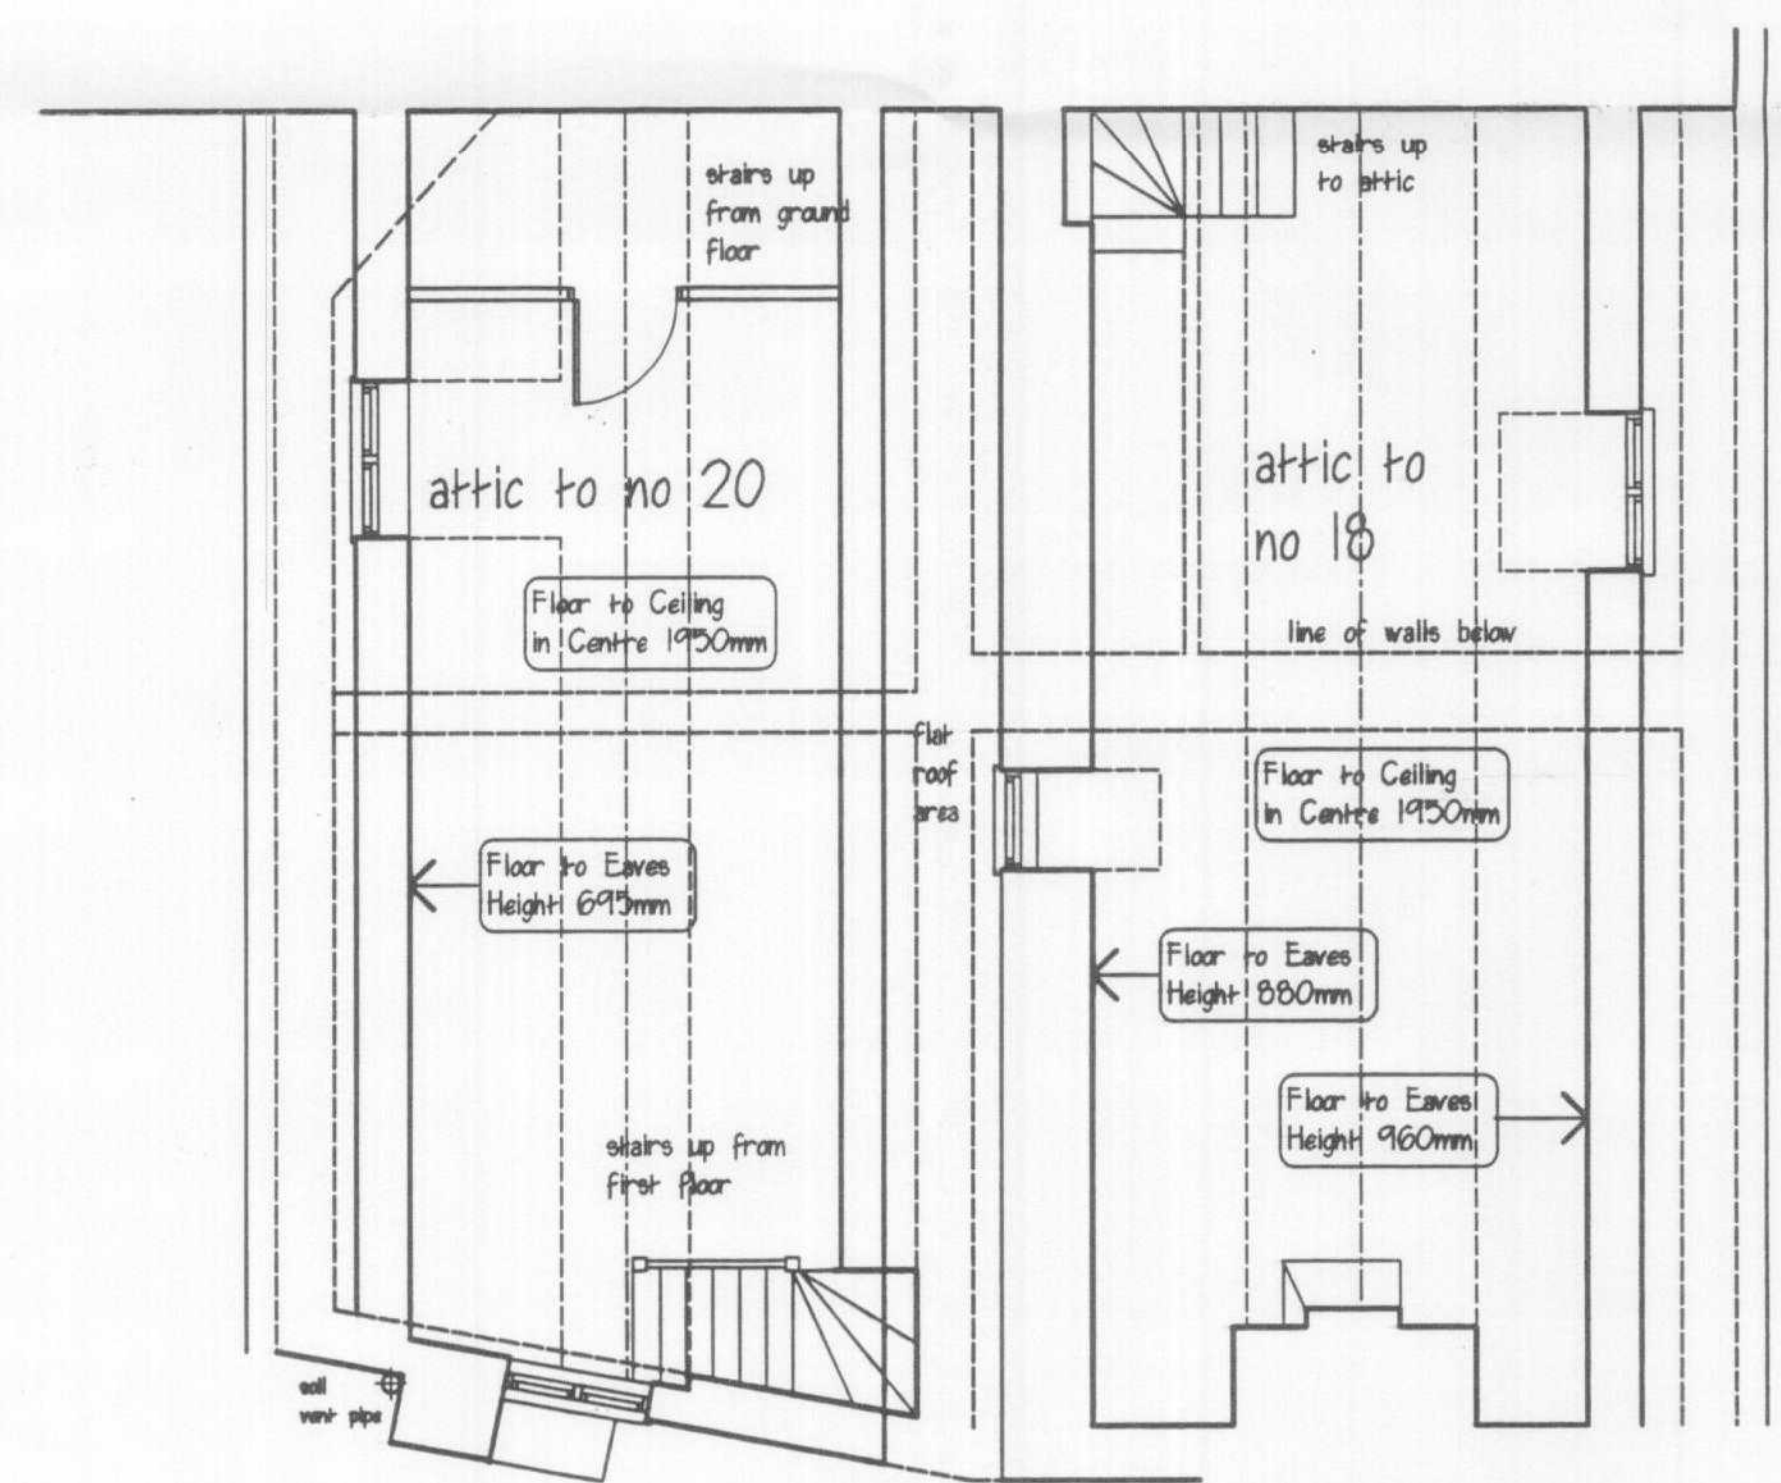 stairs up
from ground
floor
stairs up
to attic
attic to no 20
attic to
no 18
Floor to Ceiling
in Centre 1950mm
line of walls below
flat
roof
area
Floor to Ceiling
in Centre 1950mm
Floor to Eaves
Height 695mm
Floor to Eaves
Height 880mm
Floor to Eaves
Height 960mm
stairs up from
first floor
soil
vent pipe